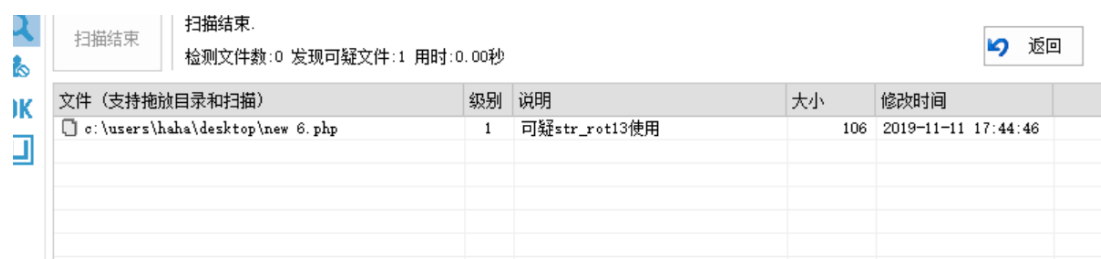 扫描结束
扫描结束.
检测文件数:0 发现可疑文件:1 用时:0.00秒
返回
文件（支持拖放目录和扫描） 级别 说明 大小 修改时间
c:\users\haha\desktop\new 6.php 1 可疑str_rot13使用 106 2019-11-11 17:44:46